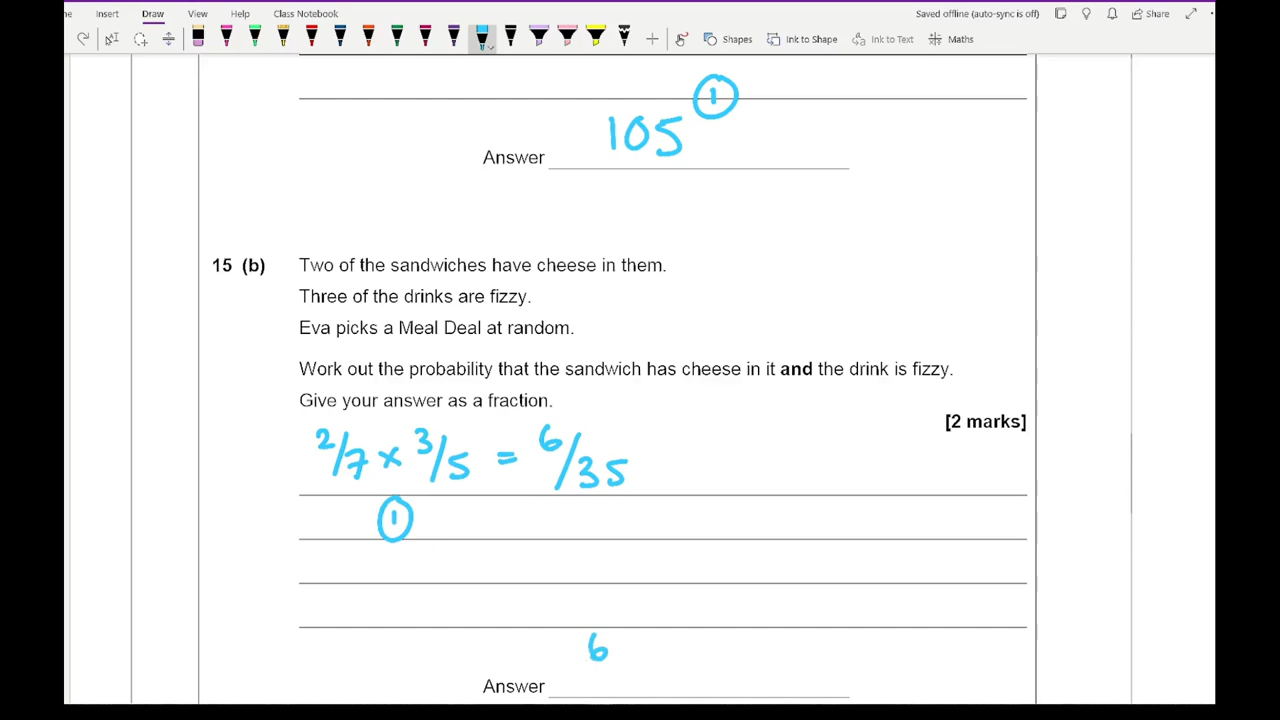 Insert Draw View Help Class Notebook Saved offline (auto-sync is off) Share
Shapes Ink to Shape Ink to Text Maths
1
105
Answer
15 (b) Two of the sandwiches have cheese in them.
Three of the drinks are fizzy.
Eva picks a Meal Deal at random.
Work out the probability that the sandwich has cheese in it and the drink is fizzy.
Give your answer as a fraction.
[2 marks]
2/7 × 3/5 = 6/35
1
6
Answer